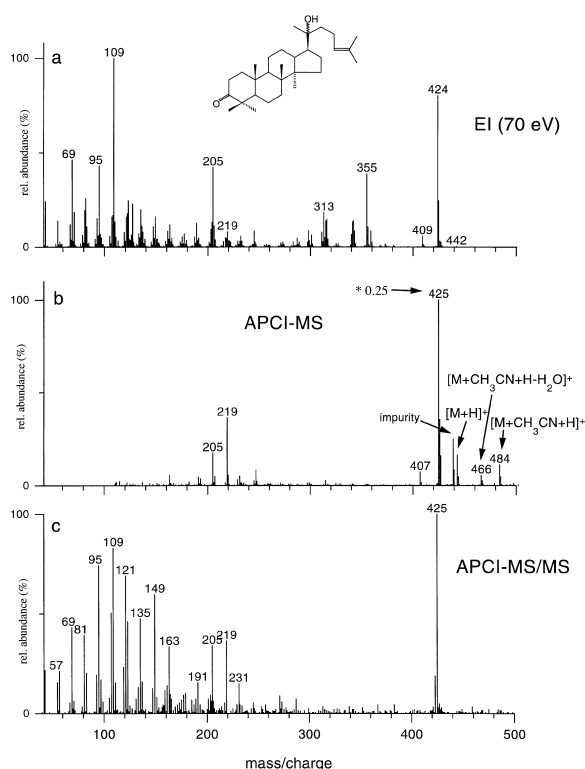 OH
O
a
100
109
424
EI (70 eV)
69
95
205
355
rel. abundance (%)
219
313
409
442
0
b
100
* 0.25
425
APCI-MS
[M+CH3CN+H-H2O]+
impurity
[M+H]+
[M+CH3CN+H]+
rel. abundance (%)
219
205
407
466
484
0
c
100
425
109
95
121
APCI-MS/MS
149
135
69
81
163
205
219
57
191
231
rel. abundance (%)
0
100
200
300
400
500
mass/charge